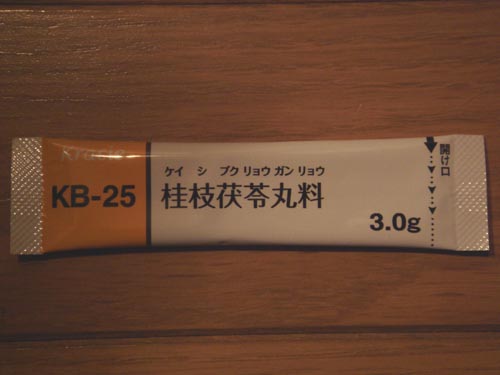 Kracie
KB-25
ケイ シ ブク リョウ ガン リョウ
桂枝茯苓丸料
3.0g
開け口